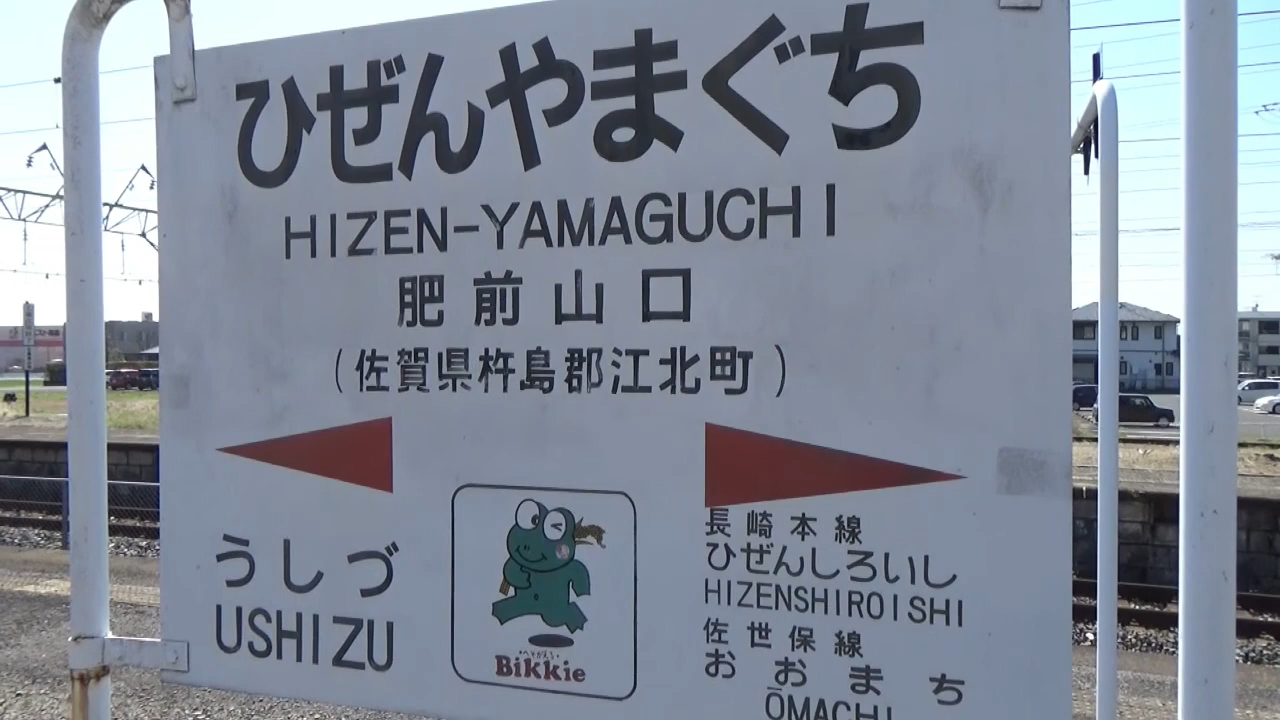 ひぜんやまぐち
HIZEN-YAMAGUCHI
肥前山口
(佐賀県杵島郡江北町)
うしづ
USHIZU
Bikkie
長崎本線
ひぜんしろいし
HIZENSHIROISHI
佐世保線
おおまち
ŌMACHI